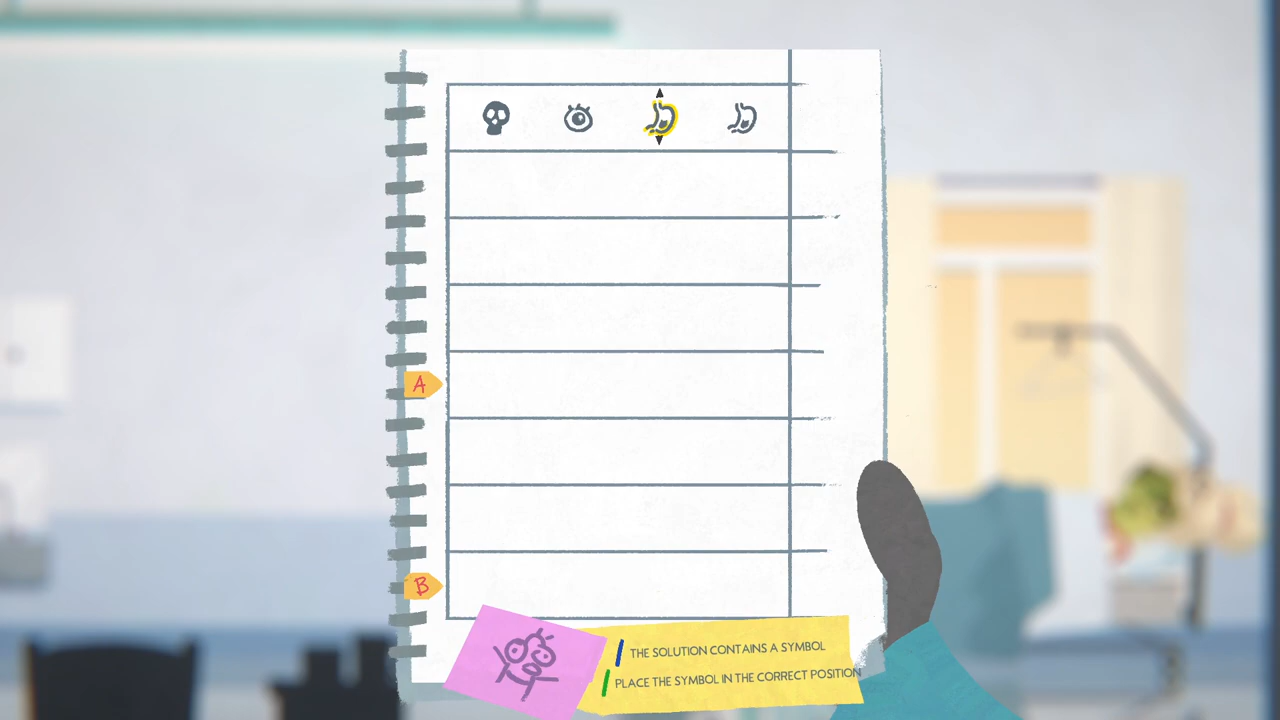 A
B
THE SOLUTION CONTAINS A SYMBOL
PLACE THE SYMBOL IN THE CORRECT POSITION